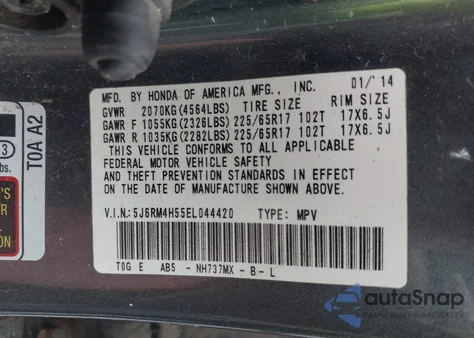 MFD. BY HONDA OF AMERICA MFG., INC. 01/'14
GVWR 2070KG(4564LBS) TIRE SIZE RIM SIZE
GAWR F 1055KG(2326LBS) 225/65R17 102T 17X6.5J
GAWR R 1035KG(2282LBS) 225/65R17 102T 17X6.5J
THIS VEHICLE CONFORMS TO ALL APPLICABLE
FEDERAL MOTOR VEHICLE SAFETY
AND THEFT PREVENTION STANDARDS IN EFFECT
ON THE DATE OF MANUFACTURE SHOWN ABOVE.
V.I.N: 5J6RM4H55EL044420 TYPE: MPV
T0G E AB5 - NH737MX - B - L
T0A A2
3
bs.
autoSnap